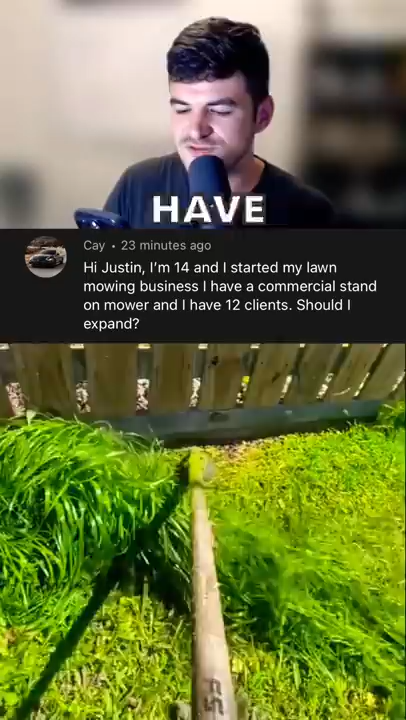 HAVE
Cay • 23 minutes ago
Hi Justin, I'm 14 and I started my lawn
mowing business I have a commercial stand
on mower and I have 12 clients. Should I
expand?
FS